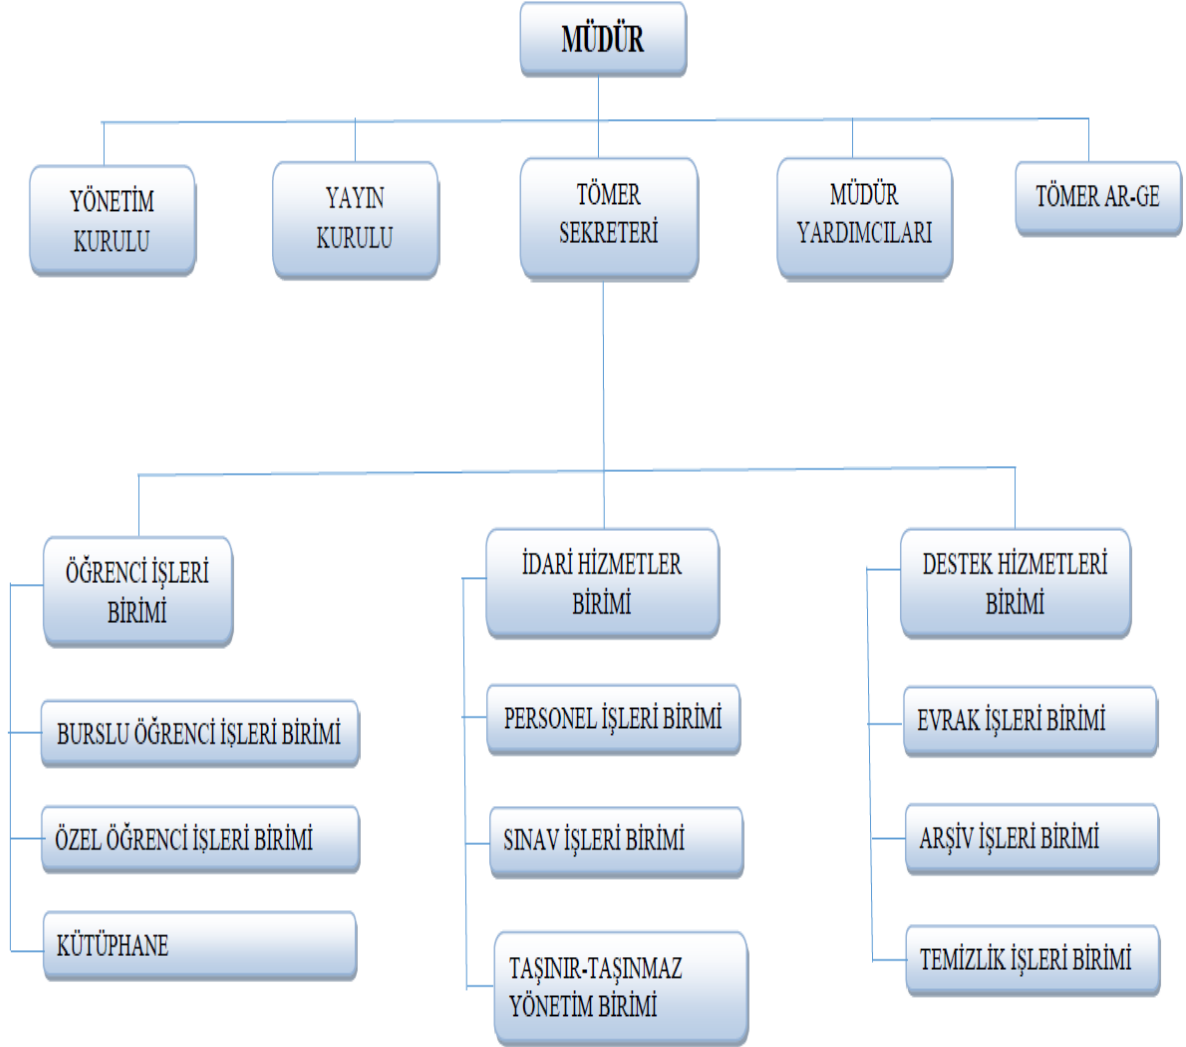 MÜDÜR
YÖNETİM
KURULU
YAYIN
KURULU
TÖMER
SEKRETERİ
MÜDÜR
YARDIMCILARI
TÖMER AR-GE
ÖĞRENCİ İŞLERİ
BİRİMİ
İDARİ HİZMETLER
BİRİMİ
DESTEK HİZMETLERİ
BİRİMİ
BURSLU ÖĞRENCİ İŞLERİ BİRİMİ
PERSONEL İŞLERİ BİRİMİ
EVRAK İŞLERİ BİRİMİ
ÖZEL ÖĞRENCİ İŞLERİ BİRİMİ
SINAV İŞLERİ BİRİMİ
ARŞİV İŞLERİ BİRİMİ
KÜTÜPHANE
TAŞINIR-TAŞINMAZ
YÖNETİM BİRİMİ
TEMİZLİK İŞLERİ BİRİMİ